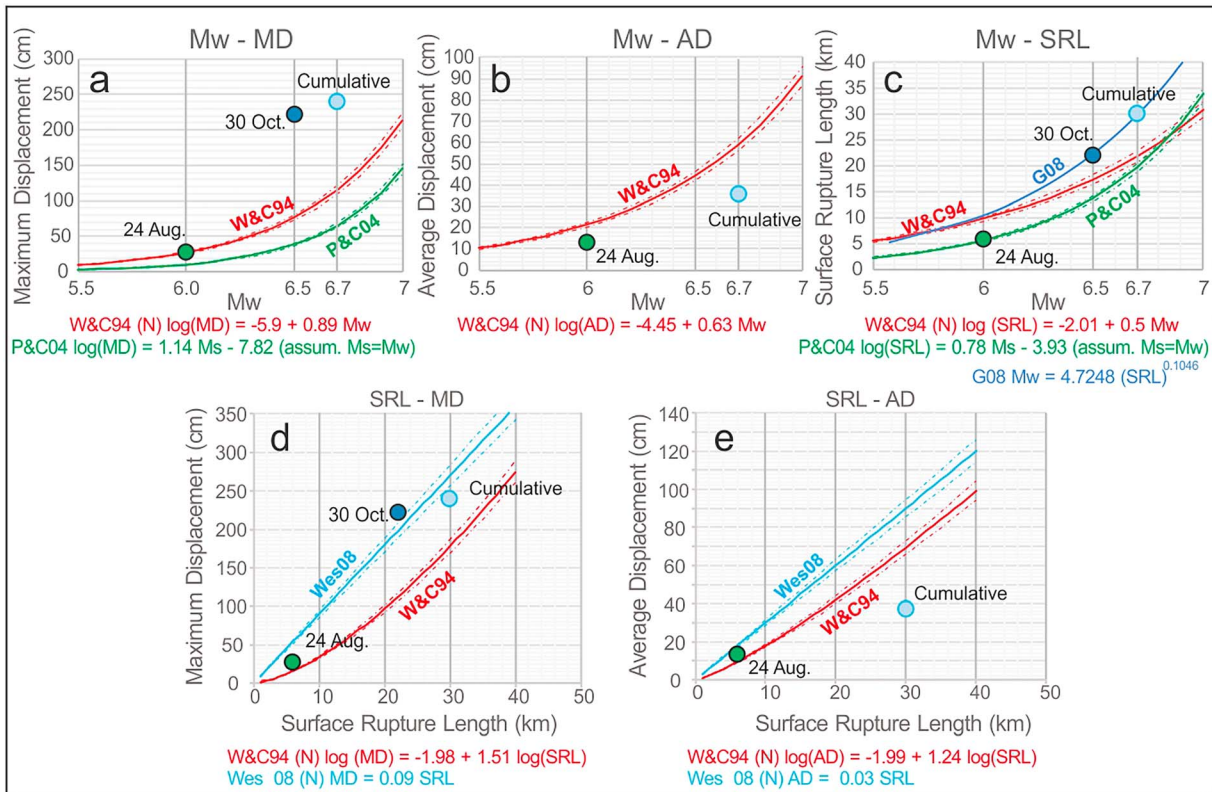 Mw - MD
Maximum Displacement (cm)
300
250
200
150
100
50
0
a
Cumulative
30 Oct.
W&C94
24 Aug.
P&C04
5.5
6.0
6.5
6.7
7
Mw
W&C94 (N) log(MD) = -5.9 + 0.89 Mw
P&C04 log(MD) = 1.14 Ms - 7.82 (assum. Ms=Mw)
Mw - AD
Average Displacement (cm)
100
90
80
70
60
50
40
30
20
10
0
b
W&C94
Cumulative
24 Aug.
5.5
6
6.5
6.7
7
Mw
W&C94 (N) log(AD) = -4.45 + 0.63 Mw
Mw - SRL
Surface Rupture Length (km)
40
35
30
25
20
15
10
5
0
c
Cumulative
30 Oct.
G08
W&C94
P&C04
24 Aug.
5.5
6
6.5
6.7
7
Mw
W&C94 (N) log (SRL) = -2.01 + 0.5 Mw
P&C04 log(SRL) = 0.78 Ms - 3.93 (assum. Ms=Mw)
G08 Mw = 4.7248 (SRL)^0.1046
SRL - MD
Maximum Displacement (cm)
350
300
250
200
150
100
50
0
d
Cumulative
30 Oct.
Wes08
W&C94
24 Aug.
0
10
20
30
40
50
Surface Rupture Length (km)
W&C94 (N) log (MD) = -1.98 + 1.51 log(SRL)
Wes 08 (N) MD = 0.09 SRL
SRL - AD
Average Displacement (cm)
140
120
100
80
60
40
20
0
e
Wes08
Cumulative
W&C94
24 Aug.
0
10
20
30
40
50
Surface Rupture Length (km)
W&C94 (N) log(AD) = -1.99 + 1.24 log(SRL)
Wes 08 (N) AD = 0.03 SRL